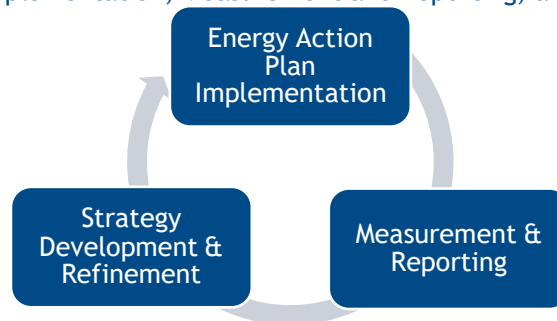 Energy Action
Plan
Implementation
Strategy
Development &
Refinement
Measurement &
Reporting